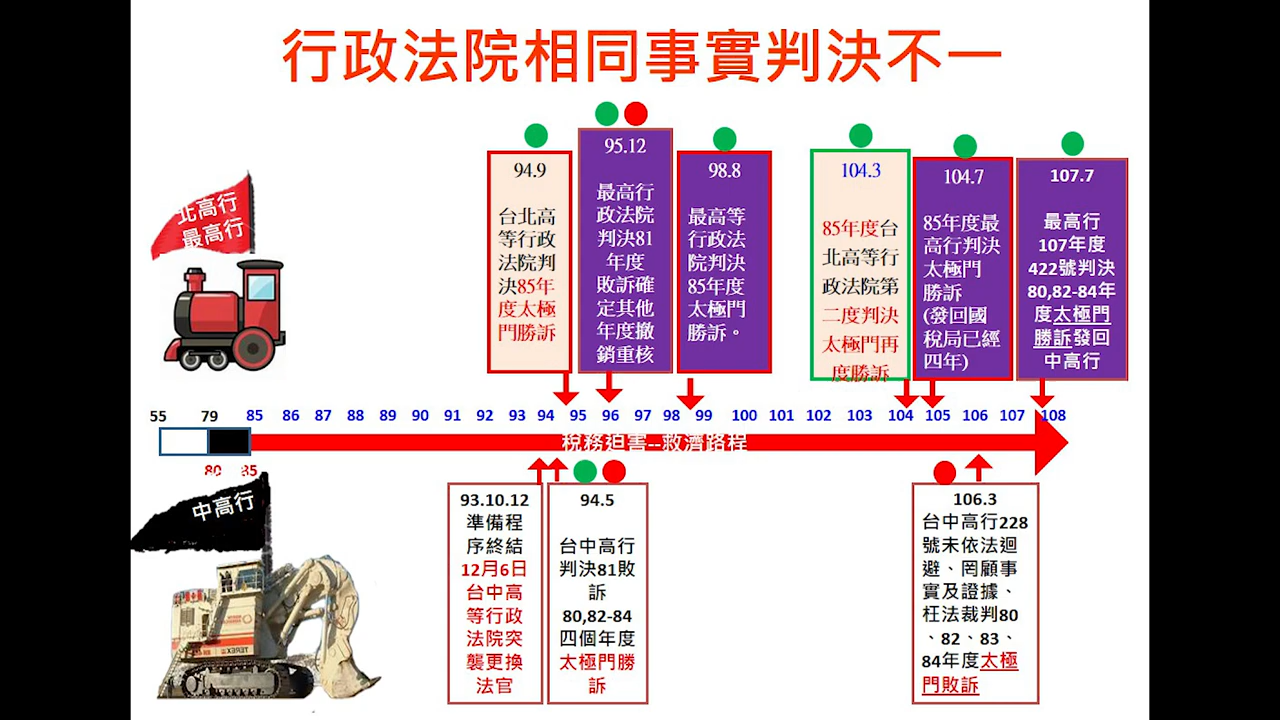 行政法院相同事實判決不一
北高行
最高行
94.9
台北高
等行政
法院判
決85年
度太極
門勝訴
95.12
最高行
政法院
判決81
年度
敗訴確
定其他
年度撤
銷重核
98.8
最高等
行政法
院判決
85年度
太極門
勝訴。
104.3
85年度台
北高等行
政法院第
二度判決
太極門再
度勝訴
104.7
85年度最
高行判決
太極門
勝訴
(發回國
稅局已經
四年)
107.7
最高行
107年度
422號判決
80,82-84年
度太極門
勝訴發回
中高行
55 79 85 86 87 88 89 90 91 92 93 94 95 96 97 98 99 100 101 102 103 104 105 106 107 108
稅務迫害--救濟路程
80 85
中高行
93.10.12
準備程
序終結
12月6日
台中高
等行政
法院突
襲更換
法官
94.5
台中高行
判決81敗
訴
80,82-84
四個年度
太極門勝
訴
106.3
台中高行228
號未依法迴
避、罔顧事
實及證據、
枉法裁判80
、82、83、
84年度太極
門敗訴